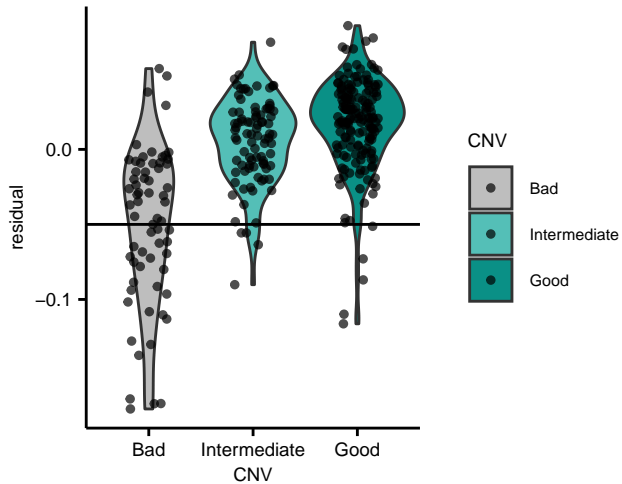 residual
0.0
−0.1
Bad
Intermediate
Good
CNV
CNV
Bad
Intermediate
Good